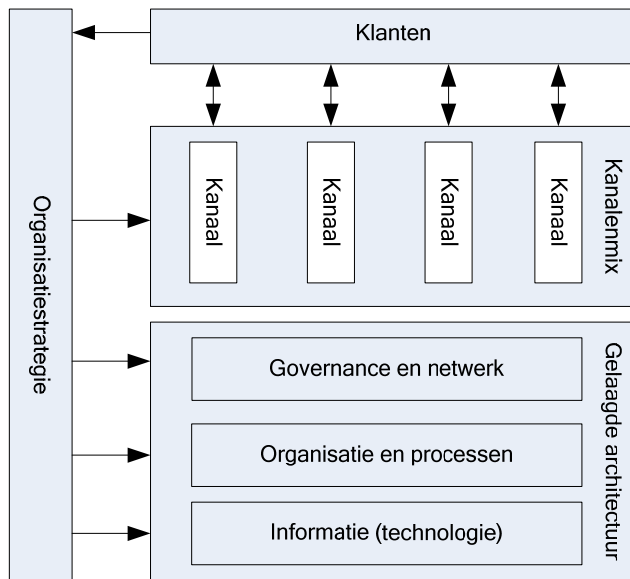 Klanten
Organisatiestrategie
Kanaal
Kanaal
Kanaal
Kanaal
Kanalenmix
Governance en netwerk
Organisatie en processen
Informatie (technologie)
Gelaagde architectuur